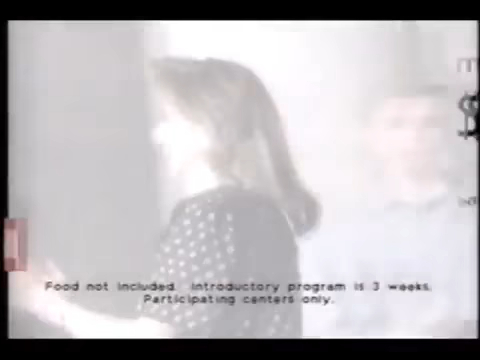 $
Food not included. Introductory program is 3 weeks.
Participating centers only.